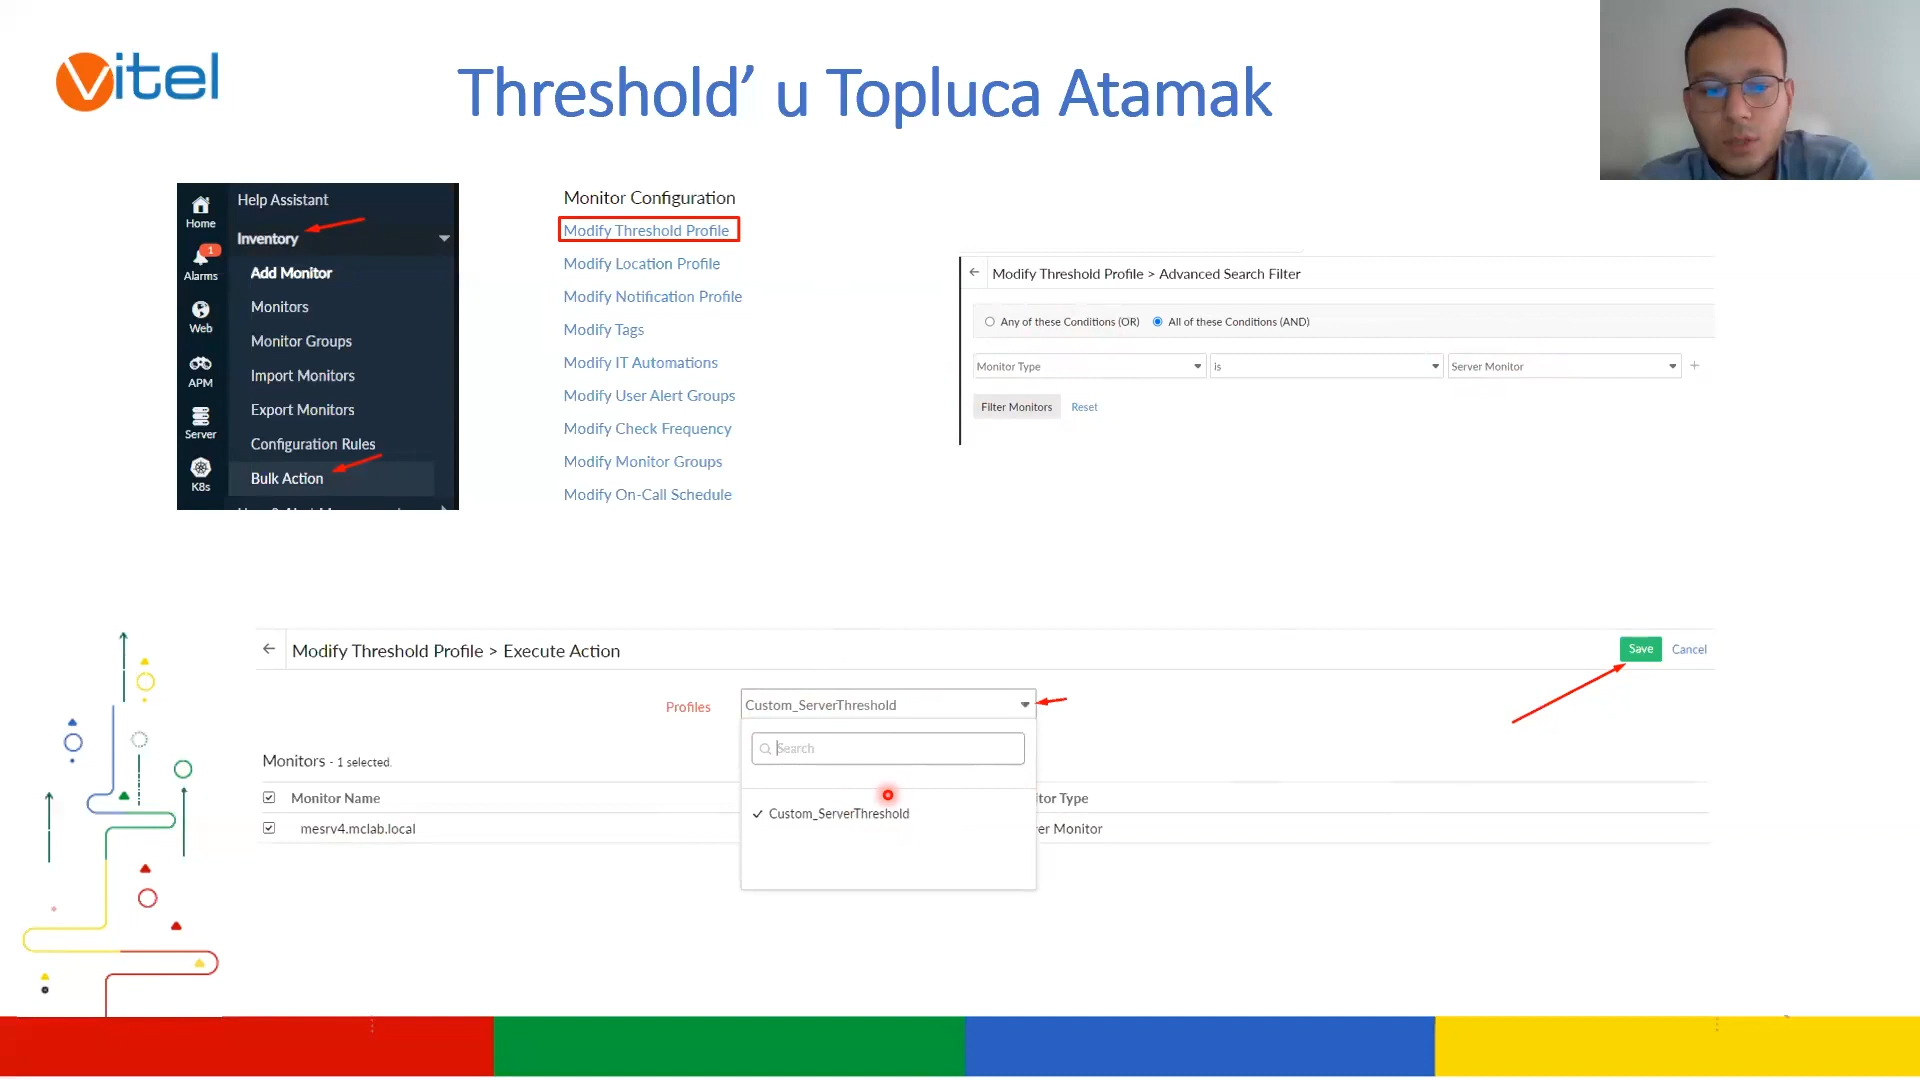 vitel
Threshold’ u Topluca Atamak
Home
Alarms
1
Web
APM
Server
K8s
Help Assistant
Inventory
Add Monitor
Monitors
Monitor Groups
Import Monitors
Export Monitors
Configuration Rules
Bulk Action
Monitor Configuration
Modify Threshold Profile
Modify Location Profile
Modify Notification Profile
Modify Tags
Modify IT Automations
Modify User Alert Groups
Modify Check Frequency
Modify Monitor Groups
Modify On-Call Schedule
Modify Threshold Profile > Advanced Search Filter
Any of these Conditions (OR) All of these Conditions (AND)
Monitor Type is Server Monitor +
Filter Monitors Reset
Modify Threshold Profile > Execute Action
Save Cancel
Profiles Custom_ServerThreshold
Search
Custom_ServerThreshold
Monitors - 1 selected.
Monitor Name itor Type
mesrv4.mclab.local er Monitor